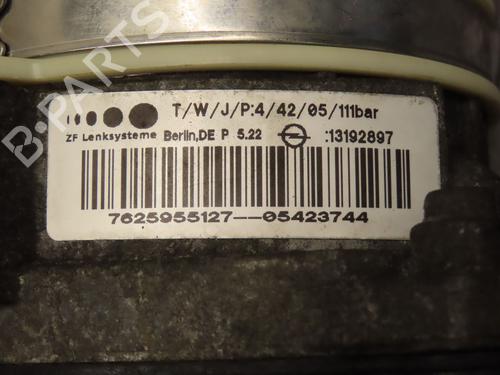 T/W/J/P:4/42/05/111bar
ZF Lenksysteme Berlin,DE P 5.22 :13192897
7625955127--05423744
B-PARTS